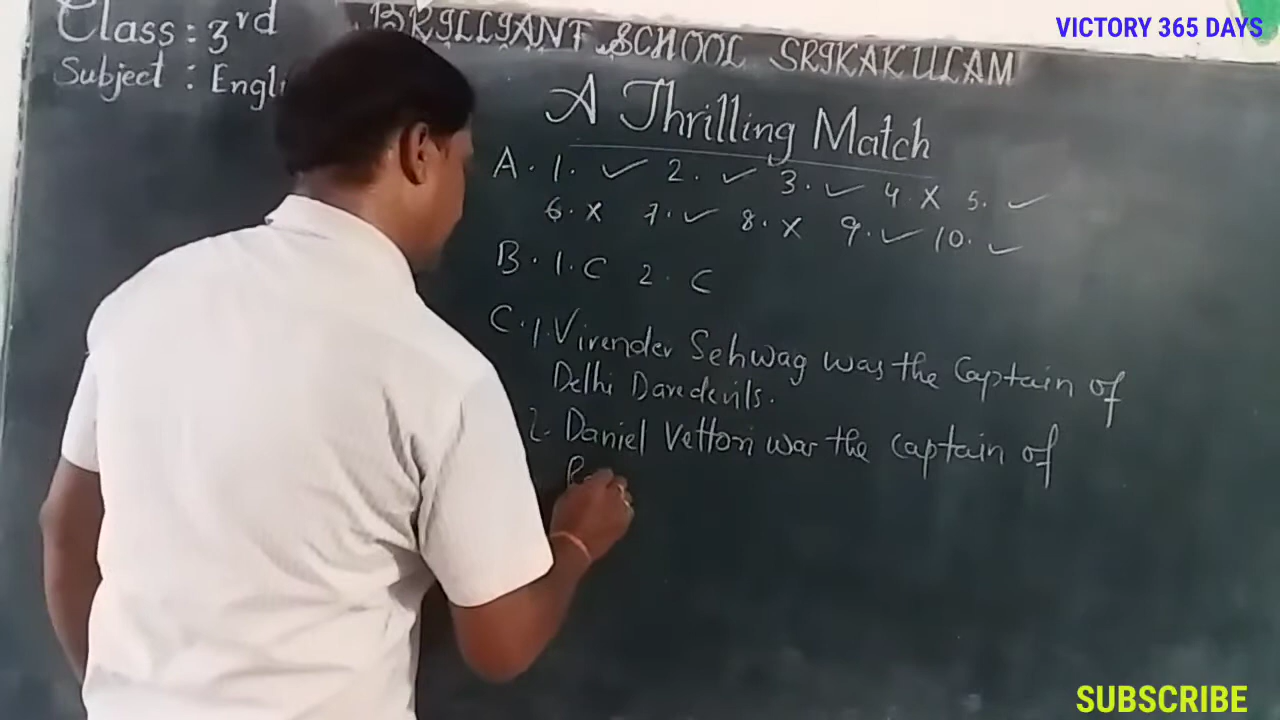 VICTORY 365 DAYS
Class : 3rd
BRILLIANT SCHOOL SRIKAKULAM
Subject : Engli
A Thrilling Match
A. 1. ✓ 2. ✓ 3. ✓ 4. X 5. ✓
6. X 7. ✓ 8. X 9. ✓ 10. ✓
B. 1. C 2. C
C. 1. Virender Sehwag was the Captain of
Delhi Daredevils.
2. Daniel Vettori was the captain of
SUBSCRIBE